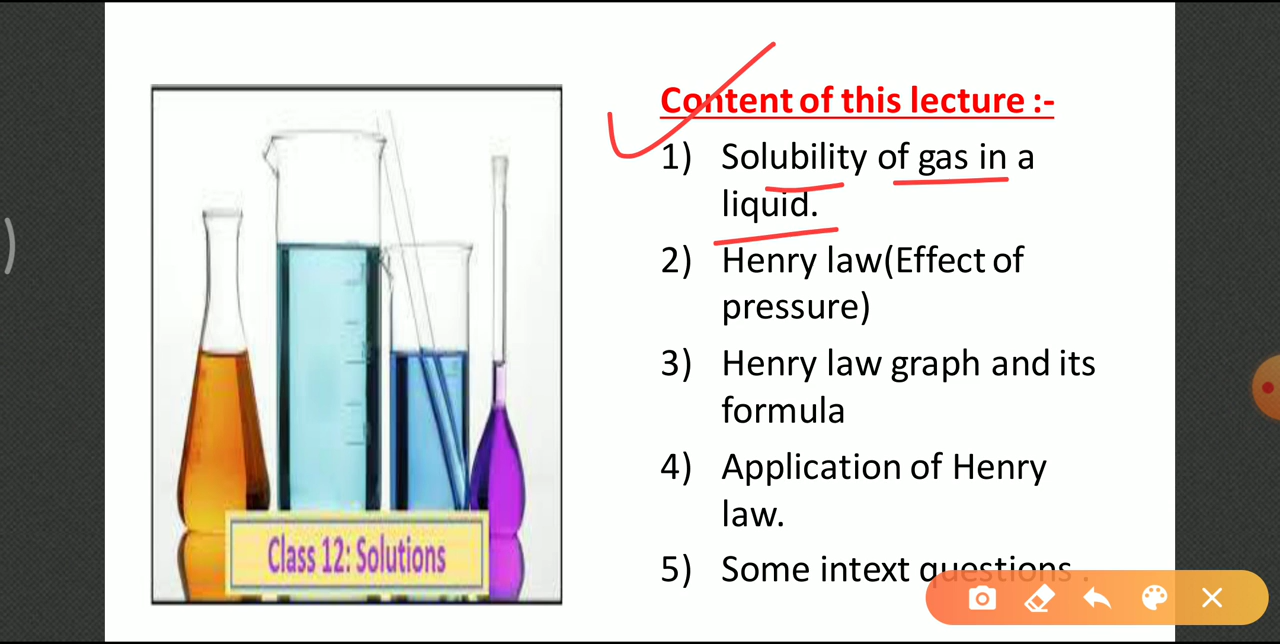 Content of this lecture :-
1) Solubility of gas in a
liquid.
2) Henry law(Effect of
pressure)
3) Henry law graph and its
formula
4) Application of Henry
law.
5) Some intext questions .
Class 12: Solutions